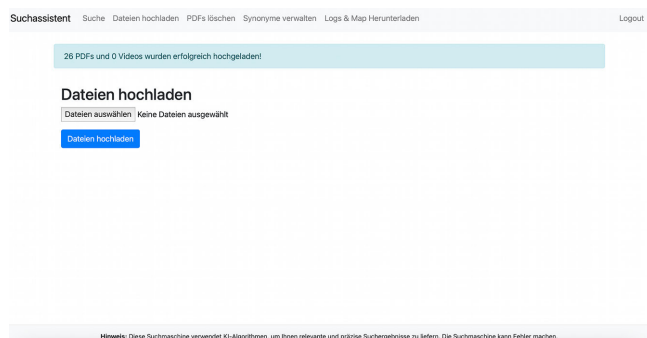 Suchassistent Suche Dateien hochladen PDFs löschen Synonyme verwalten Logs & Map Herunterladen Logout
26 PDFs und 0 Videos wurden erfolgreich hochgeladen!
Dateien hochladen
Dateien auswählen Keine Dateien ausgewählt
Dateien hochladen
Hinweis: Diese Suchmaschine verwendet KI-Algorithmen, um Ihnen relevante und präzise Suchergebnisse zu liefern. Die Suchmaschine kann Fehler machen.